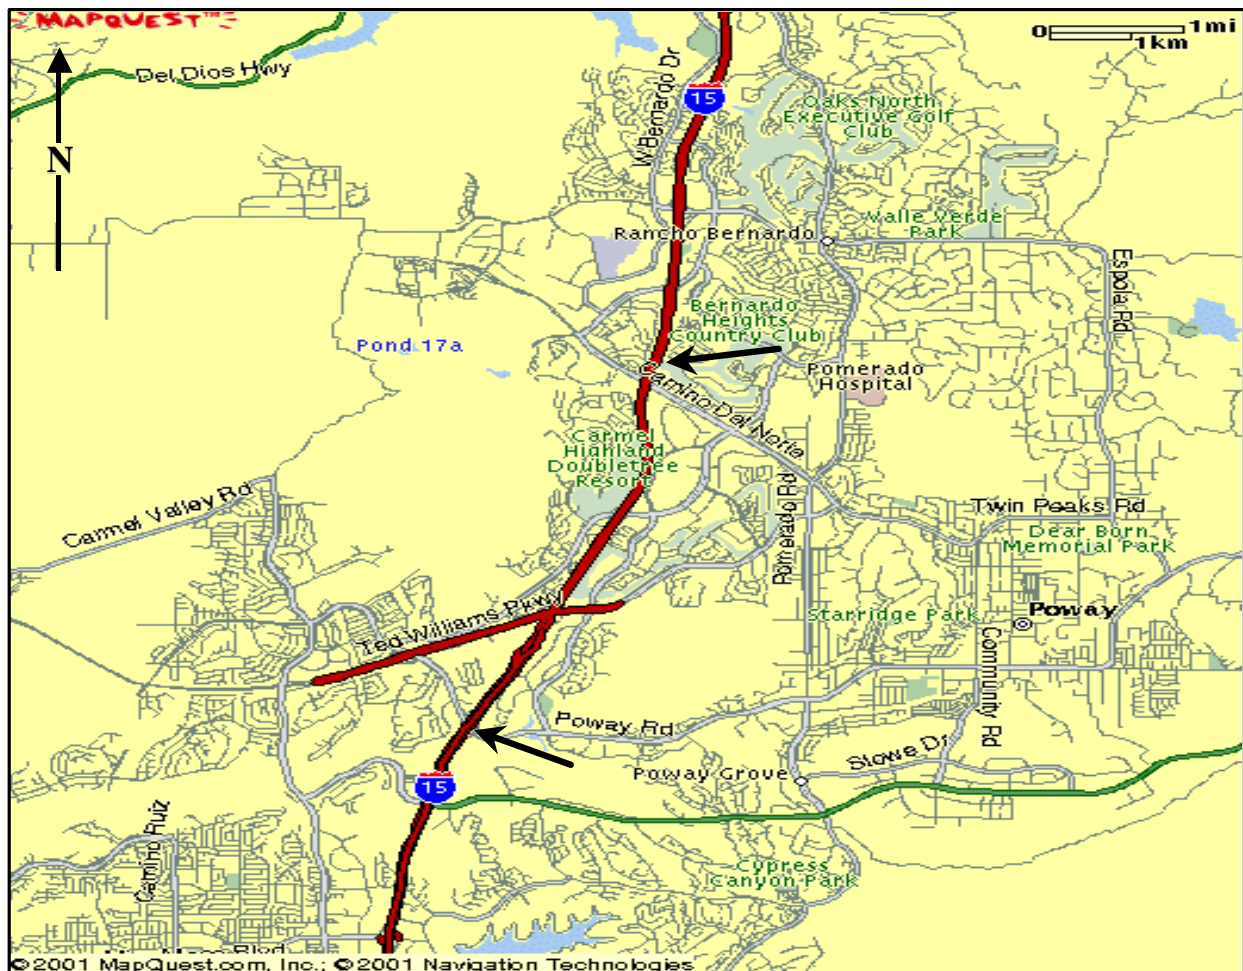 MAPQUEST™
0 1mi
1km
Del Dios Hwy
N
W Bernardo Dr
15
Oaks North
Executive Golf
Club
Valle Verde
Park
Rancho Bernardo
Espola Rd
Bernardo
Heights
Country Club
Pond 17a
Pomerado
Hospital
Camino Del Norte
Carmel
Highland
Doubletree
Resort
Carmel Valley Rd
Pomerado Rd
Twin Peaks Rd
Dear Born
Memorial Park
Ted Williams Pkwy
Starridge Park
Poway
Community Rd
Poway Rd
Stowe Dr
Poway Grove
15
Camino Ruiz
Cypress
Canyon Park
Blvd
©2001 MapQuest.com, Inc.; ©2001 Navigation Technologies